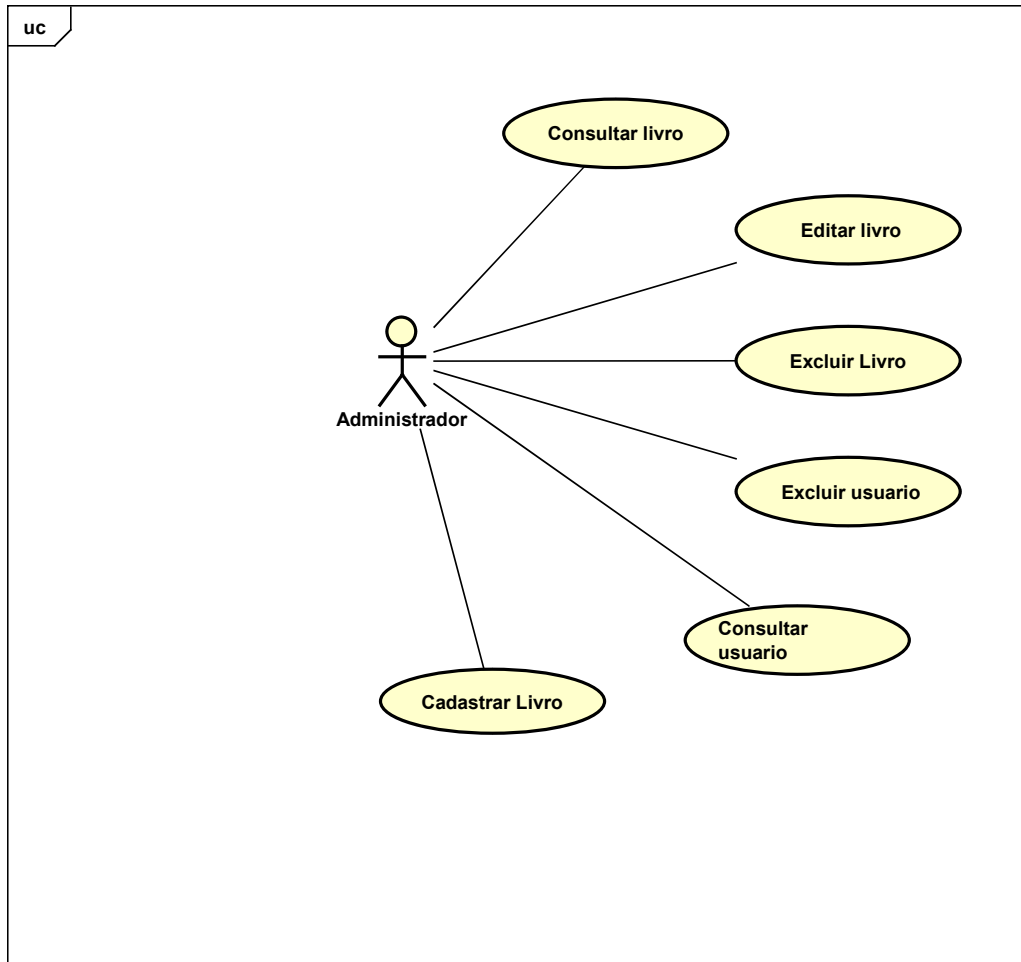 uc
Consultar livro
Editar livro
Excluir Livro
Administrador
Excluir usuario
Consultar
usuario
Cadastrar Livro